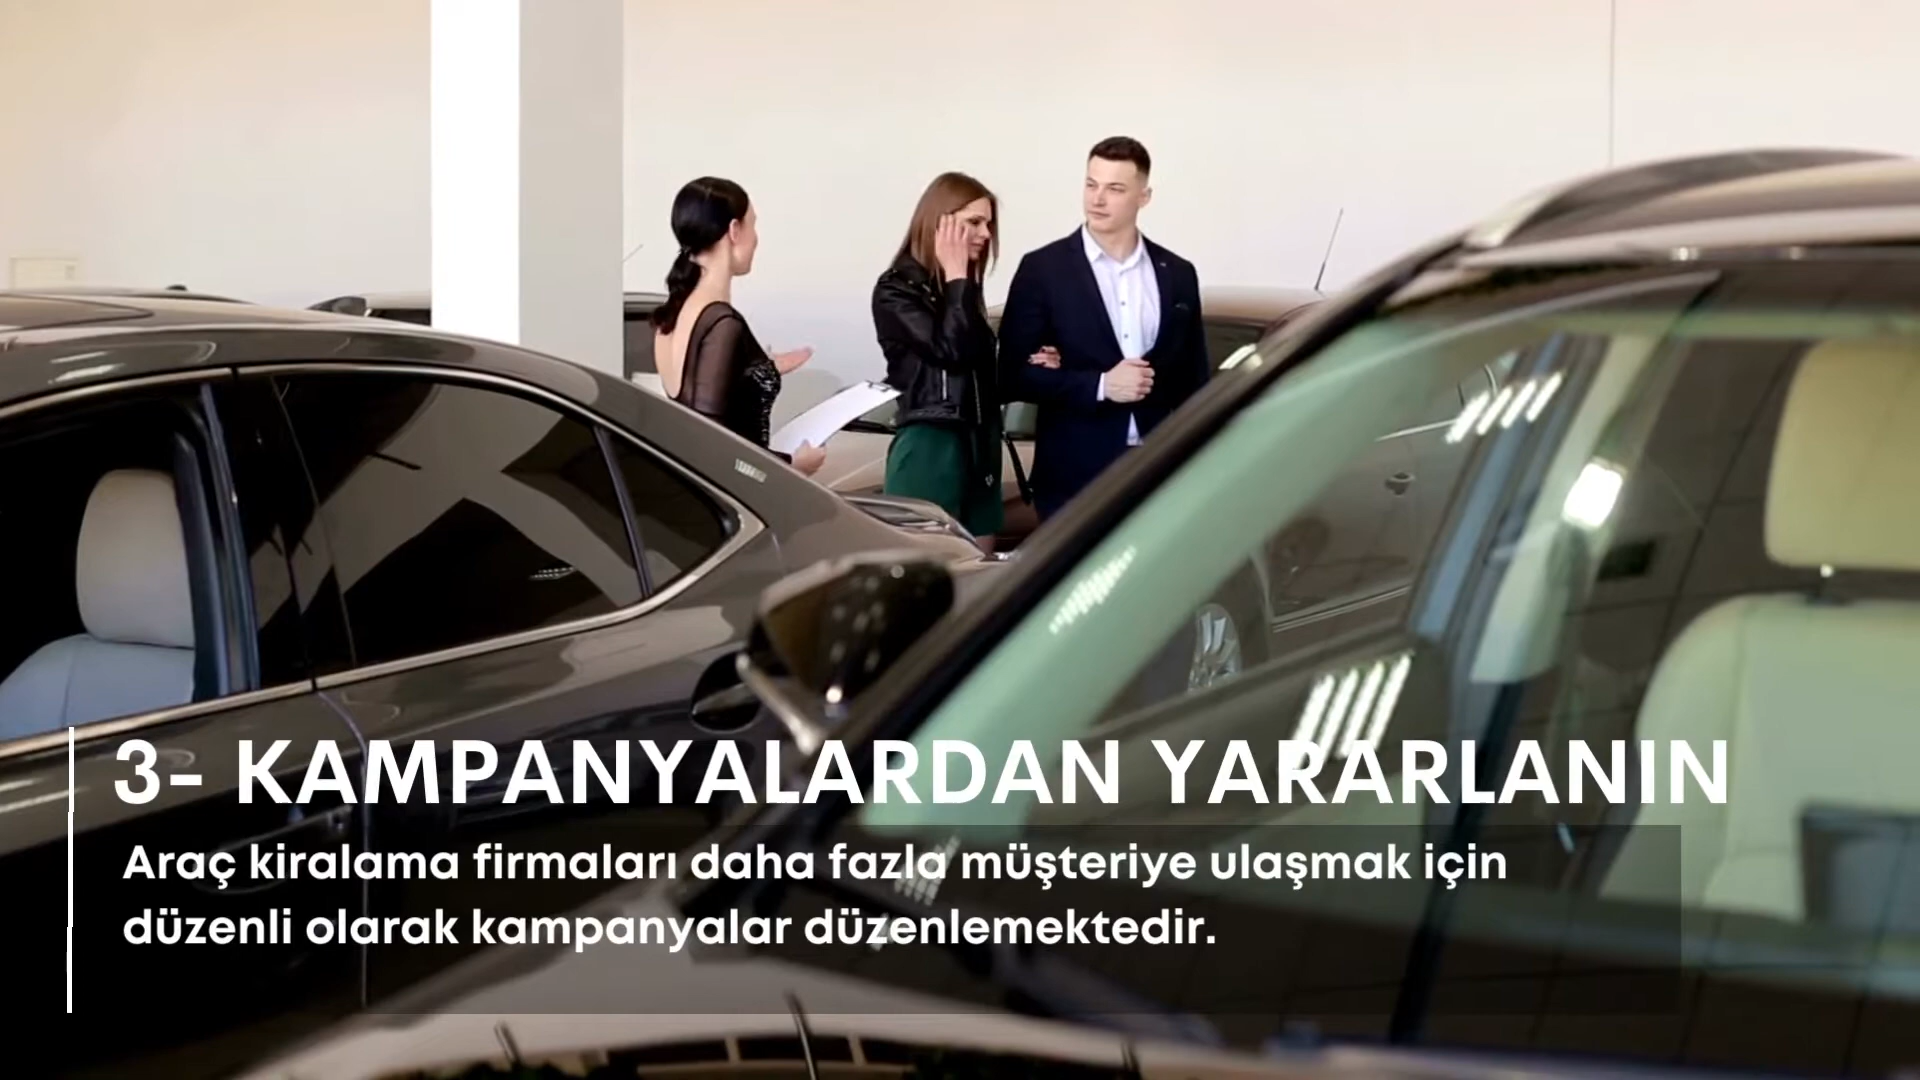 3- KAMPANYALARDAN YARARLANIN
Araç kiralama firmaları daha fazla müşteriye ulaşmak için
düzenli olarak kampanyalar düzenlemektedir.